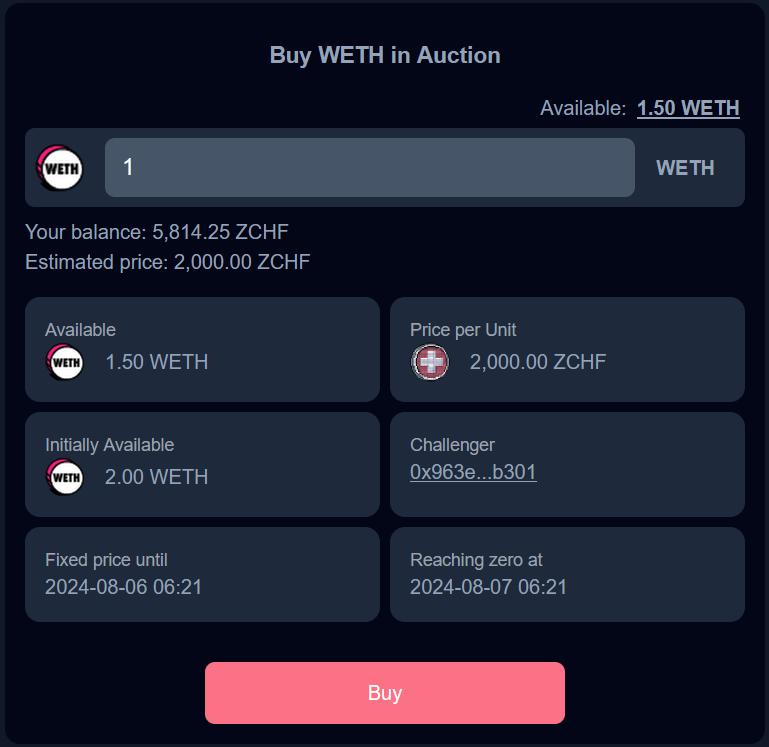 Buy WETH in Auction
Available: 1.50 WETH
WETH 1 WETH
Your balance: 5,814.25 ZCHF
Estimated price: 2,000.00 ZCHF
Available
WETH 1.50 WETH
Price per Unit
2,000.00 ZCHF
Initially Available
WETH 2.00 WETH
Challenger
0x963e...b301
Fixed price until
2024-08-06 06:21
Reaching zero at
2024-08-07 06:21
Buy